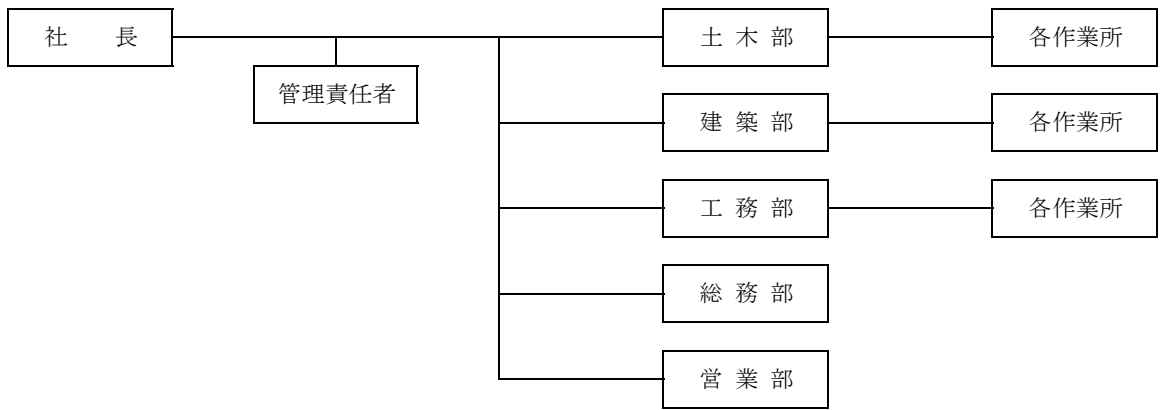 社　　長
土 木 部
各作業所
管理責任者
建 築 部
各作業所
工 務 部
各作業所
総 務 部
営 業 部